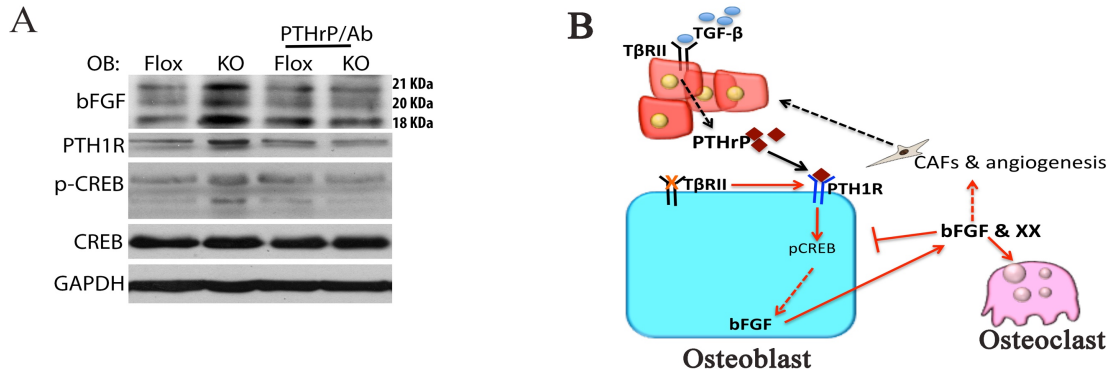 A
PTHrP/Ab
OB: Flox KO Flox KO
bFGF
21 KDa
20 KDa
18 KDa
PTH1R
p-CREB
CREB
GAPDH
B
TGF-β
TβRII
PTHrP
CAFs & angiogenesis
TβRII
PTH1R
pCREB
bFGF & XX
bFGF
Osteoblast
Osteoclast